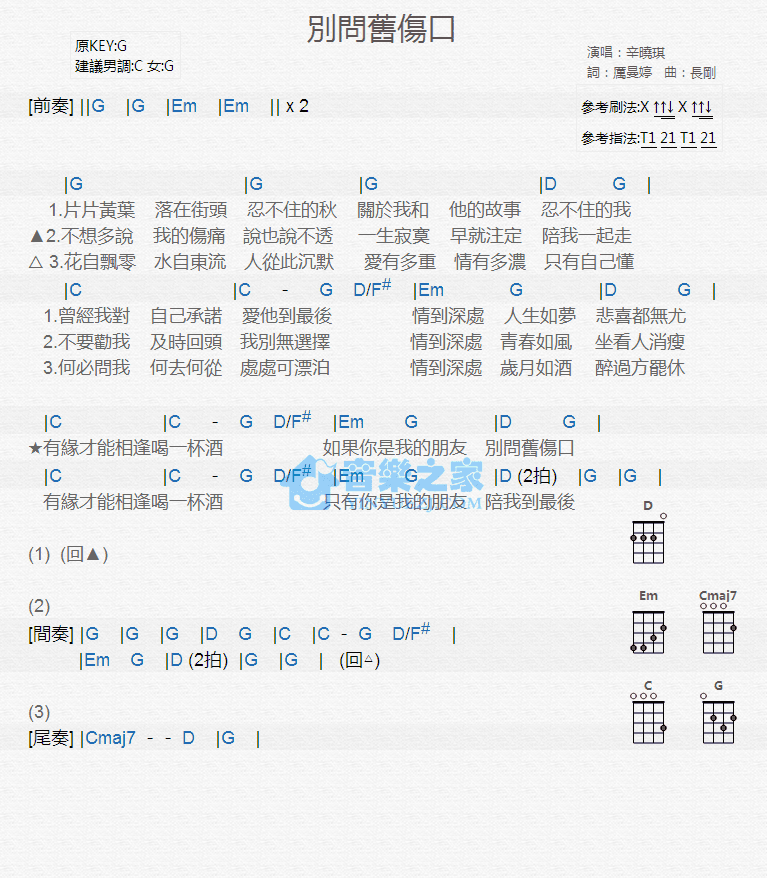 別問舊傷口
原KEY:G
建議男調:C 女:G
演唱：辛曉琪
詞：厲曼婷 曲：長剛
[前奏] ||G |G |Em |Em || x 2
參考刷法:X ↑↑↓ X ↑↑↓
參考指法:T1 21 T1 21
|G |G |G |D G |
1.片片黃葉 落在街頭 忍不住的秋 關於我和 他的故事 忍不住的我
▲2.不想多說 我的傷痛 說也說不透 一生寂寞 早就注定 陪我一起走
△ 3.花自飄零 水自東流 人從此沉默 愛有多重 情有多濃 只有自己懂
|C |C - G D/F# |Em G |D G |
1.曾經我對 自己承諾 愛他到最後 情到深處 人生如夢 悲喜都無尤
2.不要勸我 及時回頭 我別無選擇 情到深處 青春如風 坐看人消瘦
3.何必問我 何去何從 處處可漂泊 情到深處 歲月如酒 醉過方罷休
|C |C - G D/F# |Em G |D G |
★有緣才能相逢喝一杯酒 如果你是我的朋友 別問舊傷口
|C |C - G D/F# |Em G |D (2拍) |G |G |
有緣才能相逢喝一杯酒 只有你是我的朋友 陪我到最後
音樂之家
D
(1) (回▲)
Em Cmaj7
(2)
[間奏] |G |G |G |D G |C |C - G D/F# |
|Em G |D (2拍) |G |G | (回△)
C G
(3)
[尾奏] |Cmaj7 - - D |G |